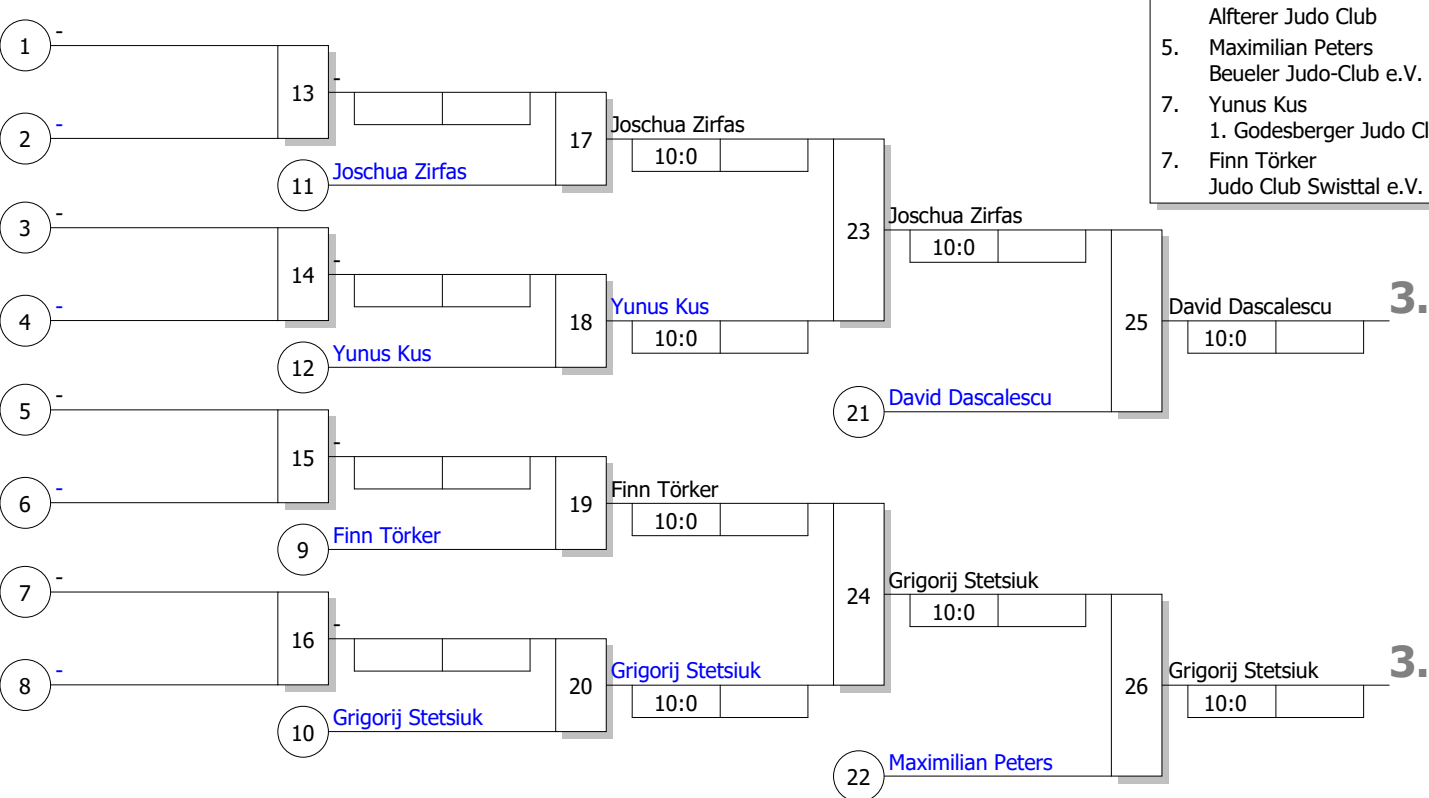 Alfterer Judo Club
5. Maximilian Peters
Beueler Judo-Club e.V.
7. Yunus Kus
1. Godesberger Judo Cl
7. Finn Törker
Judo Club Swisttal e.V.
1 -
13 -
2 -
17 Joschua Zirfas
10:0
11 Joschua Zirfas
3 -
23 Joschua Zirfas
10:0
14 -
4 -
18 Yunus Kus
10:0
12 Yunus Kus
25 David Dascalescu 3.
10:0
5 -
21 David Dascalescu
15 -
6 -
19 Finn Törker
10:0
9 Finn Törker
7 -
24 Grigorij Stetsiuk
10:0
16 -
8 -
20 Grigorij Stetsiuk
10:0
26 Grigorij Stetsiuk 3.
10:0
10 Grigorij Stetsiuk
22 Maximilian Peters